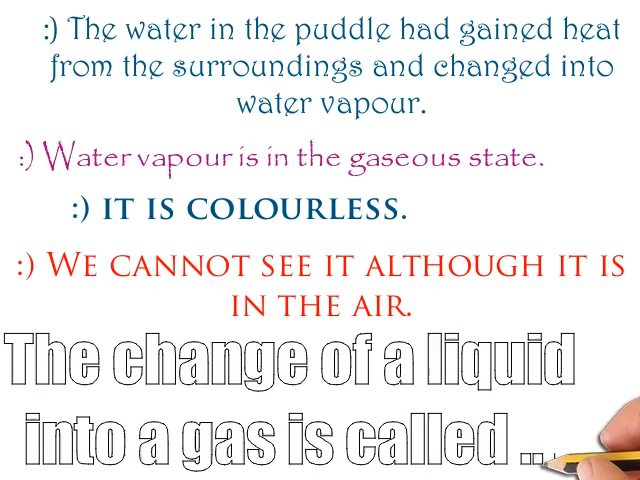 :) The water in the puddle had gained heat
from the surroundings and changed into
water vapour.
:) Water vapour is in the gaseous state.
:) IT IS COLOURLESS.
:) WE CANNOT SEE IT ALTHOUGH IT IS
IN THE AIR.
The change of a liquid
into a gas is called ...